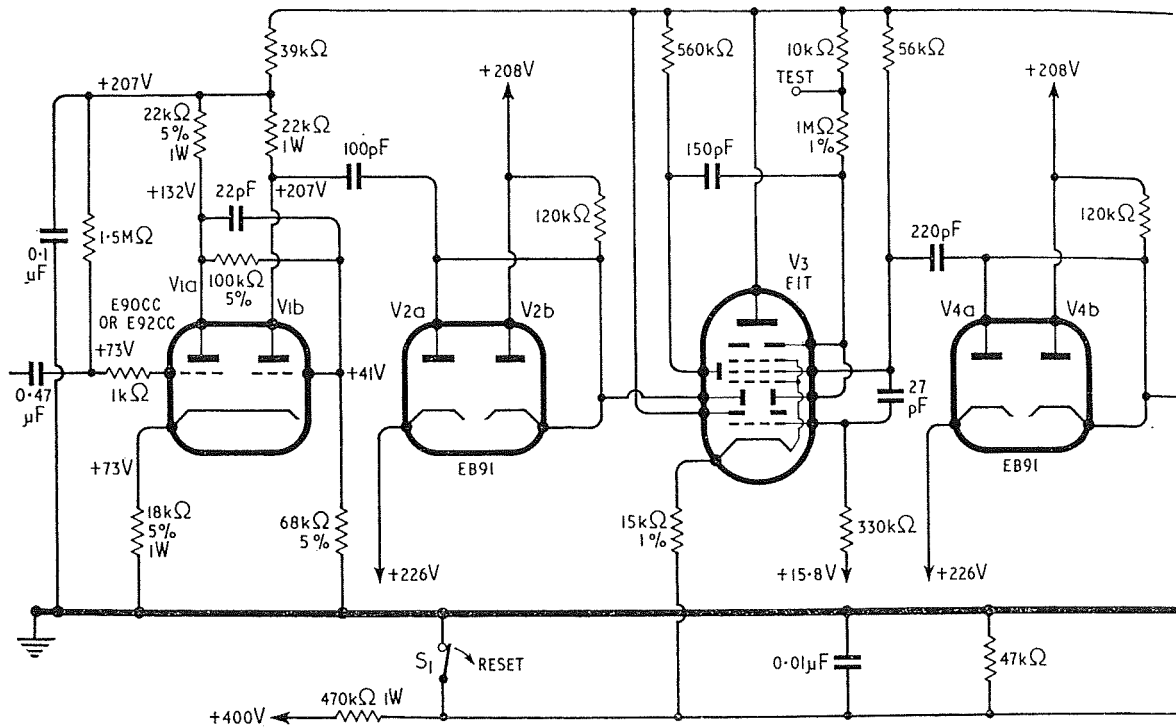 39kΩ
560kΩ
10kΩ
56kΩ
TEST
+208V
+208V
+207V
22kΩ
5%
1W
22kΩ
1W
100pF
1MΩ
1%
150pF
+132V
22pF
+207V
120kΩ
120kΩ
220pF
0·1
μF
1·5MΩ
100kΩ
5%
V1a
V1b
V2a
V2b
V3
E1T
V4a
V4b
E90CC
OR E92CC
+73V
0·47
μF
1kΩ
+41V
27
pF
+73V
EB91
EB91
18kΩ
5%
1W
68kΩ
5%
15kΩ
1%
330kΩ
+226V
+15·8V
+226V
S1
RESET
0·01μF
47kΩ
470kΩ 1W
+400V